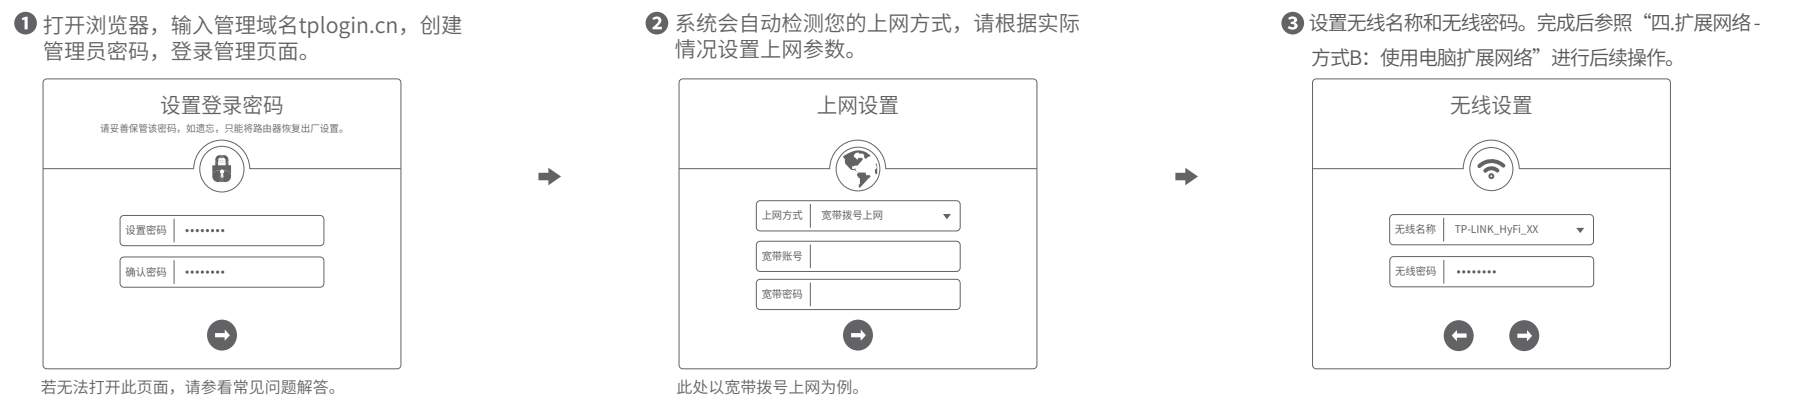 ❶ 打开浏览器，输入管理域名tplogin.cn，创建
管理员密码，登录管理页面。
设置登录密码
请妥善保管该密码，如遗忘，只能将路由器恢复出厂设置。
设置密码 ••••••••
确认密码 ••••••••
若无法打开此页面，请参看常见问题解答。
❷ 系统会自动检测您的上网方式，请根据实际
情况设置上网参数。
上网设置
上网方式 宽带拨号上网
宽带账号
宽带密码
此处以宽带拨号上网为例。
❸ 设置无线名称和无线密码。完成后参照“四.扩展网络-
方式B：使用电脑扩展网络”进行后续操作。
无线设置
无线名称 TP-LINK_HyFi_XX
无线密码 ••••••••